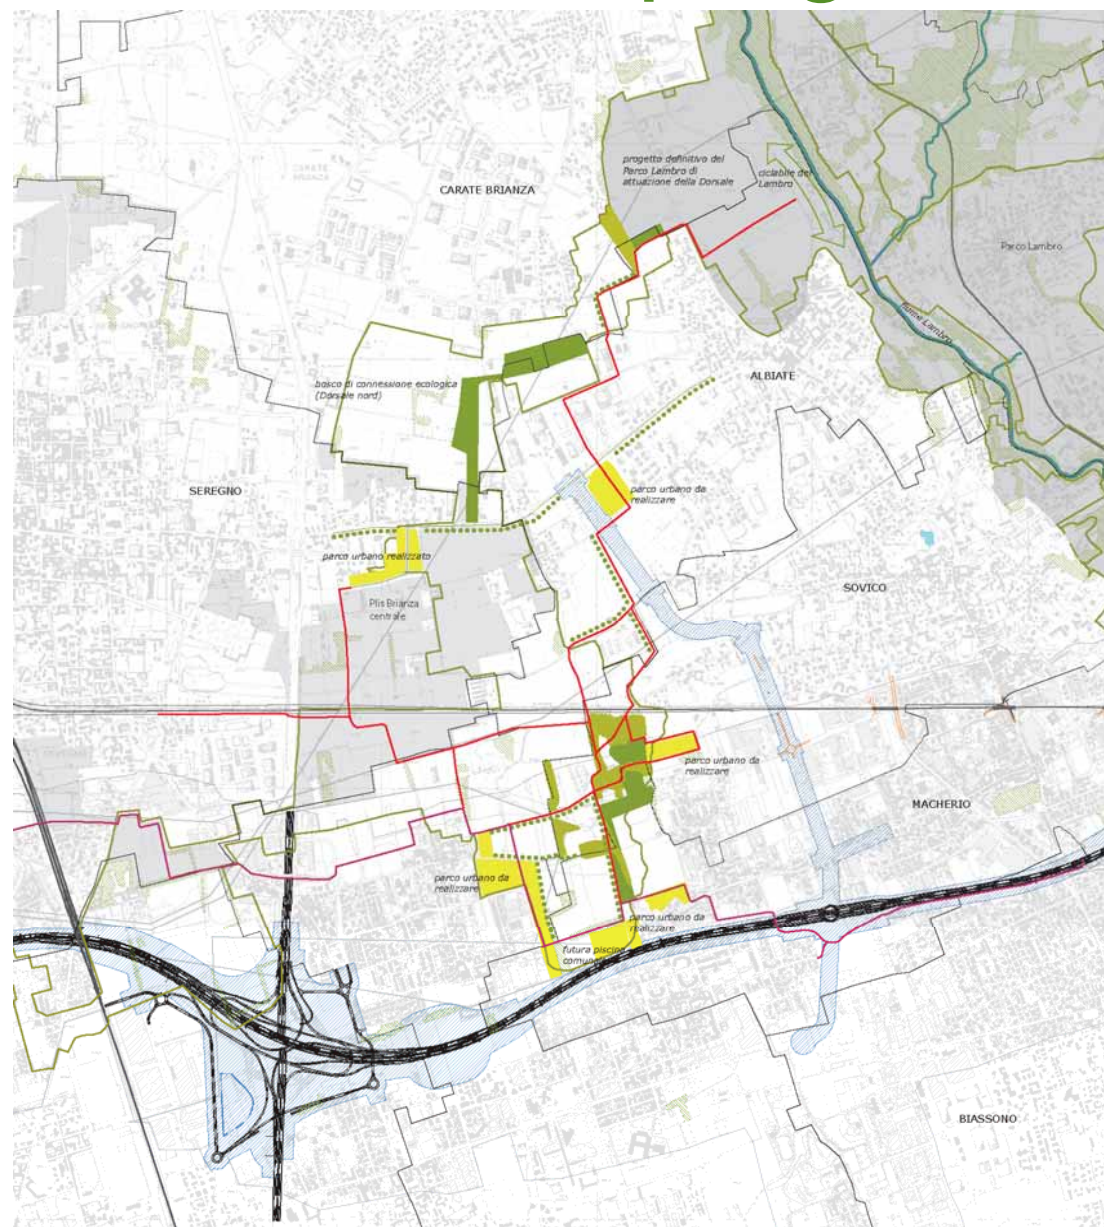 progetto definitivo del
Parco Lambro di
attuazione della Dorsale
ciclabile del
Lambro
CARATE
BRIANZA
CARATE BRIANZA
Parco Lambro
fiume Lambro
ALBIATE
bosco di connessione ecologica
(Dorsale nord)
SEREGNO
parco urbano da
realizzare
parco urbano realizzato
SOVICO
Plis Brianza
centrale
parco urbano da
realizzare
MACHERIO
parco urbano da
realizzare
parco urbano da
realizzare
futura piscina
BIASSONO